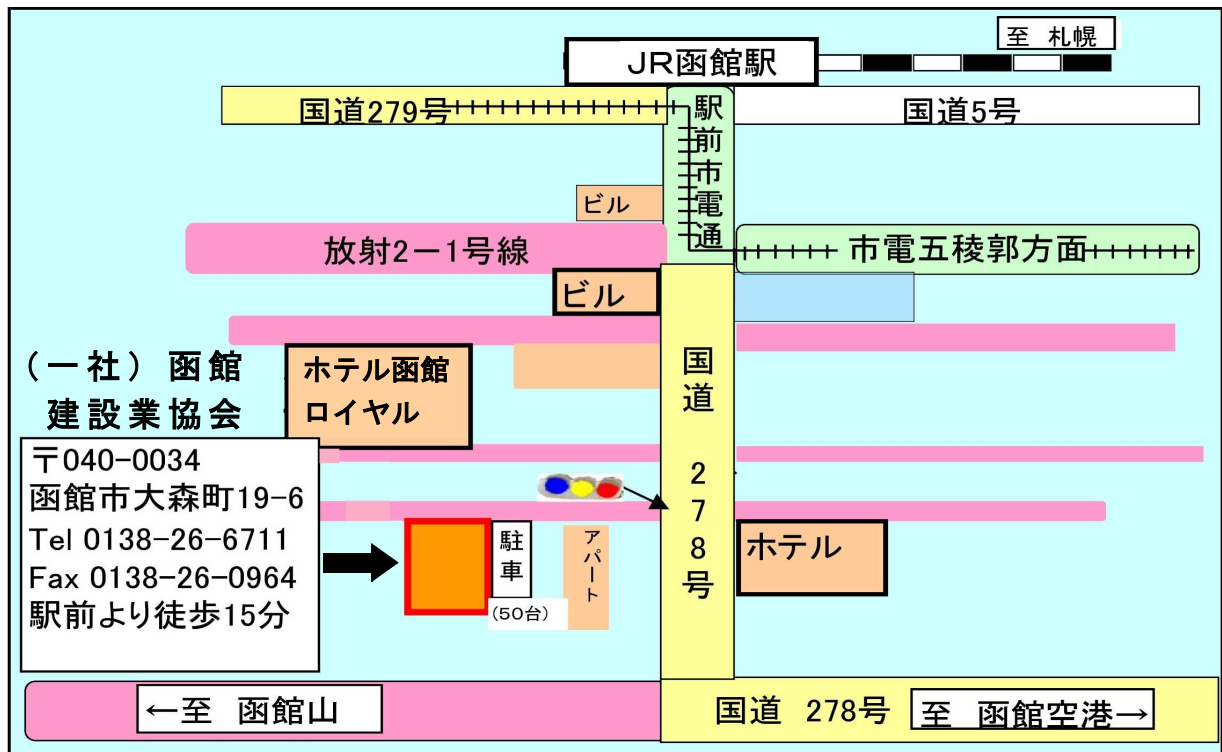 至 札幌
JR函館駅
国道279号
駅前市電通
国道5号
ビル
放射2－1号線
市電五稜郭方面
ビル
国道 278号
（一社）函館
建設業協会
ホテル函館
ロイヤル
〒040-0034
函館市大森町19-6
Tel 0138-26-6711
Fax 0138-26-0964
駅前より徒歩15分
駐車
(50台)
アパート
ホテル
←至 函館山
国道 278号
至 函館空港→